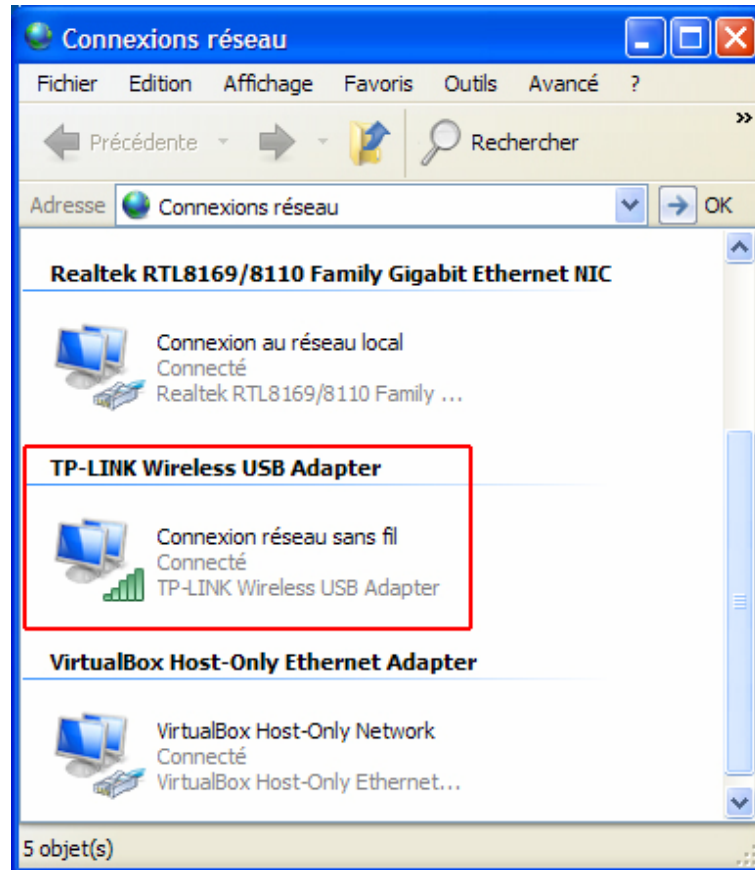 Connexions réseau
Fichier Edition Affichage Favoris Outils Avancé ?
Précédente Rechercher »
Adresse Connexions réseau OK
Realtek RTL8169/8110 Family Gigabit Ethernet NIC
Connexion au réseau local
Connecté
Realtek RTL8169/8110 Family ...
TP-LINK Wireless USB Adapter
Connexion réseau sans fil
Connecté
TP-LINK Wireless USB Adapter
VirtualBox Host-Only Ethernet Adapter
VirtualBox Host-Only Network
Connecté
VirtualBox Host-Only Ethernet...
5 objet(s)